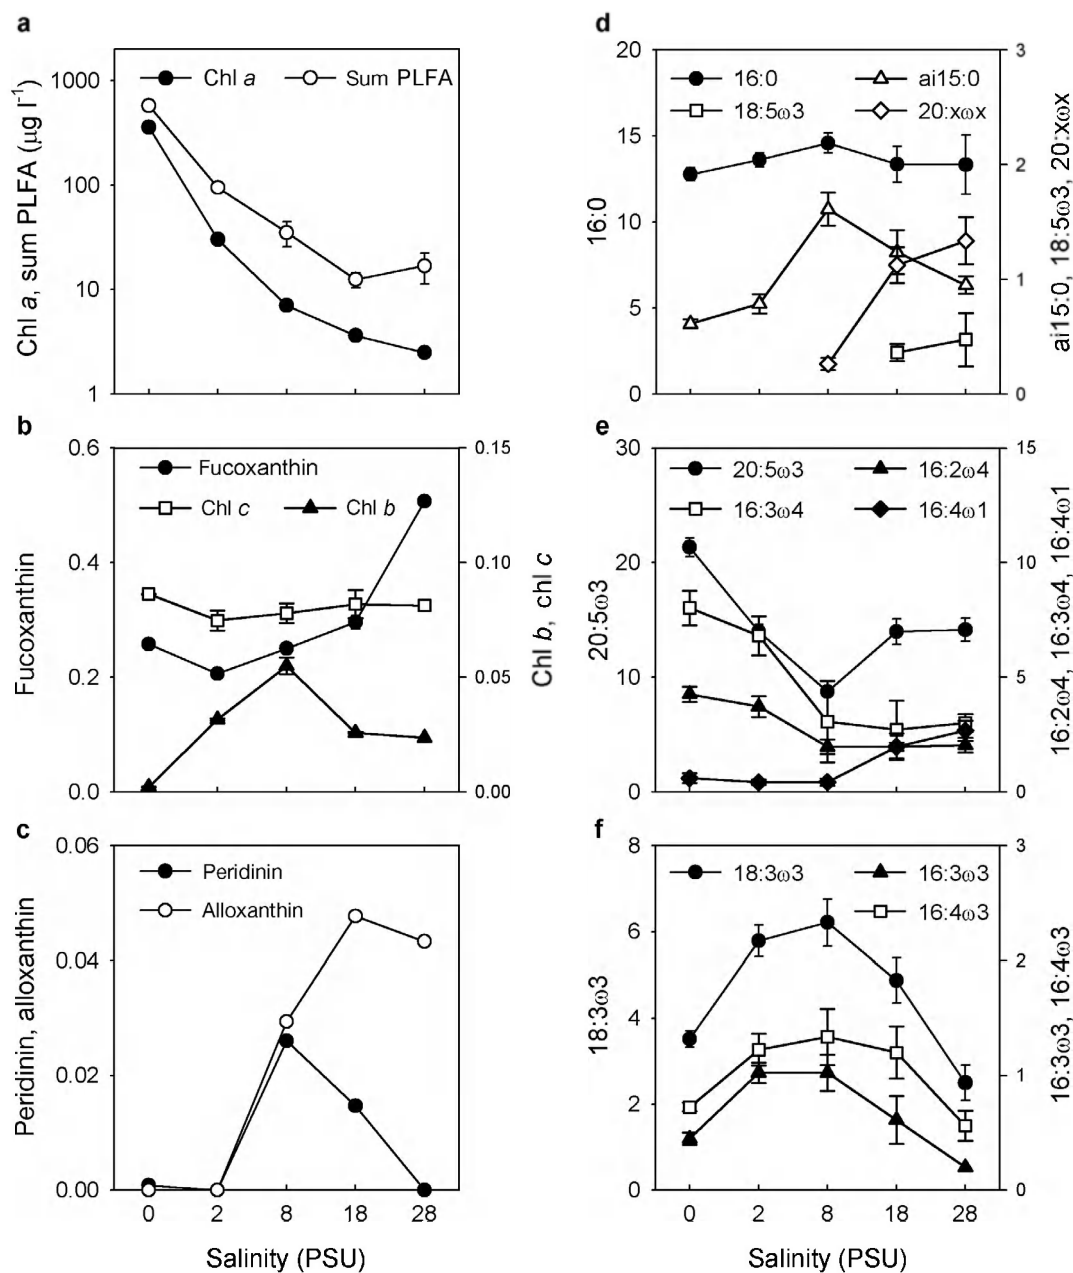 a
Chl a Sum PLFA
1000
100
10
1
Chl a, sum PLFA (µg l⁻¹)
b
Fucoxanthin
Chl c Chl b
0.6
0.4
0.2
0.0
Fucoxanthin
0.15
0.10
0.05
0.00
Chl b, chl c
c
Peridinin
Alloxanthin
0.06
0.04
0.02
0.00
Peridinin, alloxanthin
0 2 8 18 28
Salinity (PSU)
d
16:0 ai15:0
18:5ω3 20:xωx
20
15
10
5
0
16:0
3
2
1
0
ai15:0, 18:5ω3, 20:xωx
e
20:5ω3 16:2ω4
16:3ω4 16:4ω1
30
20
10
0
20:5ω3
15
10
5
0
16:2ω4, 16:3ω4, 16:4ω1
f
18:3ω3 16:3ω3
16:4ω3
8
6
4
2
0
18:3ω3
3
2
1
0
16:3ω3, 16:4ω3
0 2 8 18 28
Salinity (PSU)